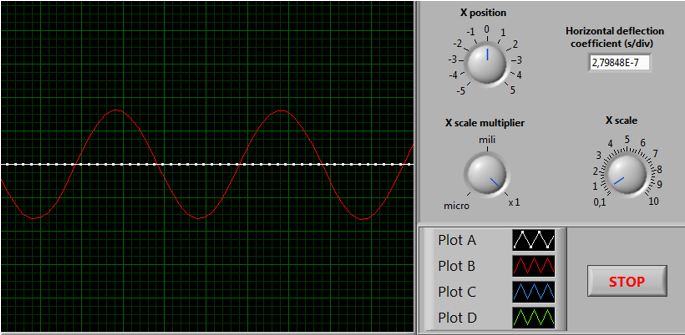 X position
-5
-4
-3
-2
-1
0
1
2
3
4
5
Horizontal deflection
coefficient (s/div)
2,79848E-7
X scale multiplier
micro
mili
x1
X scale
0,1
1
2
3
4
5
6
7
8
9
10
Plot A
Plot B
Plot C
Plot D
STOP